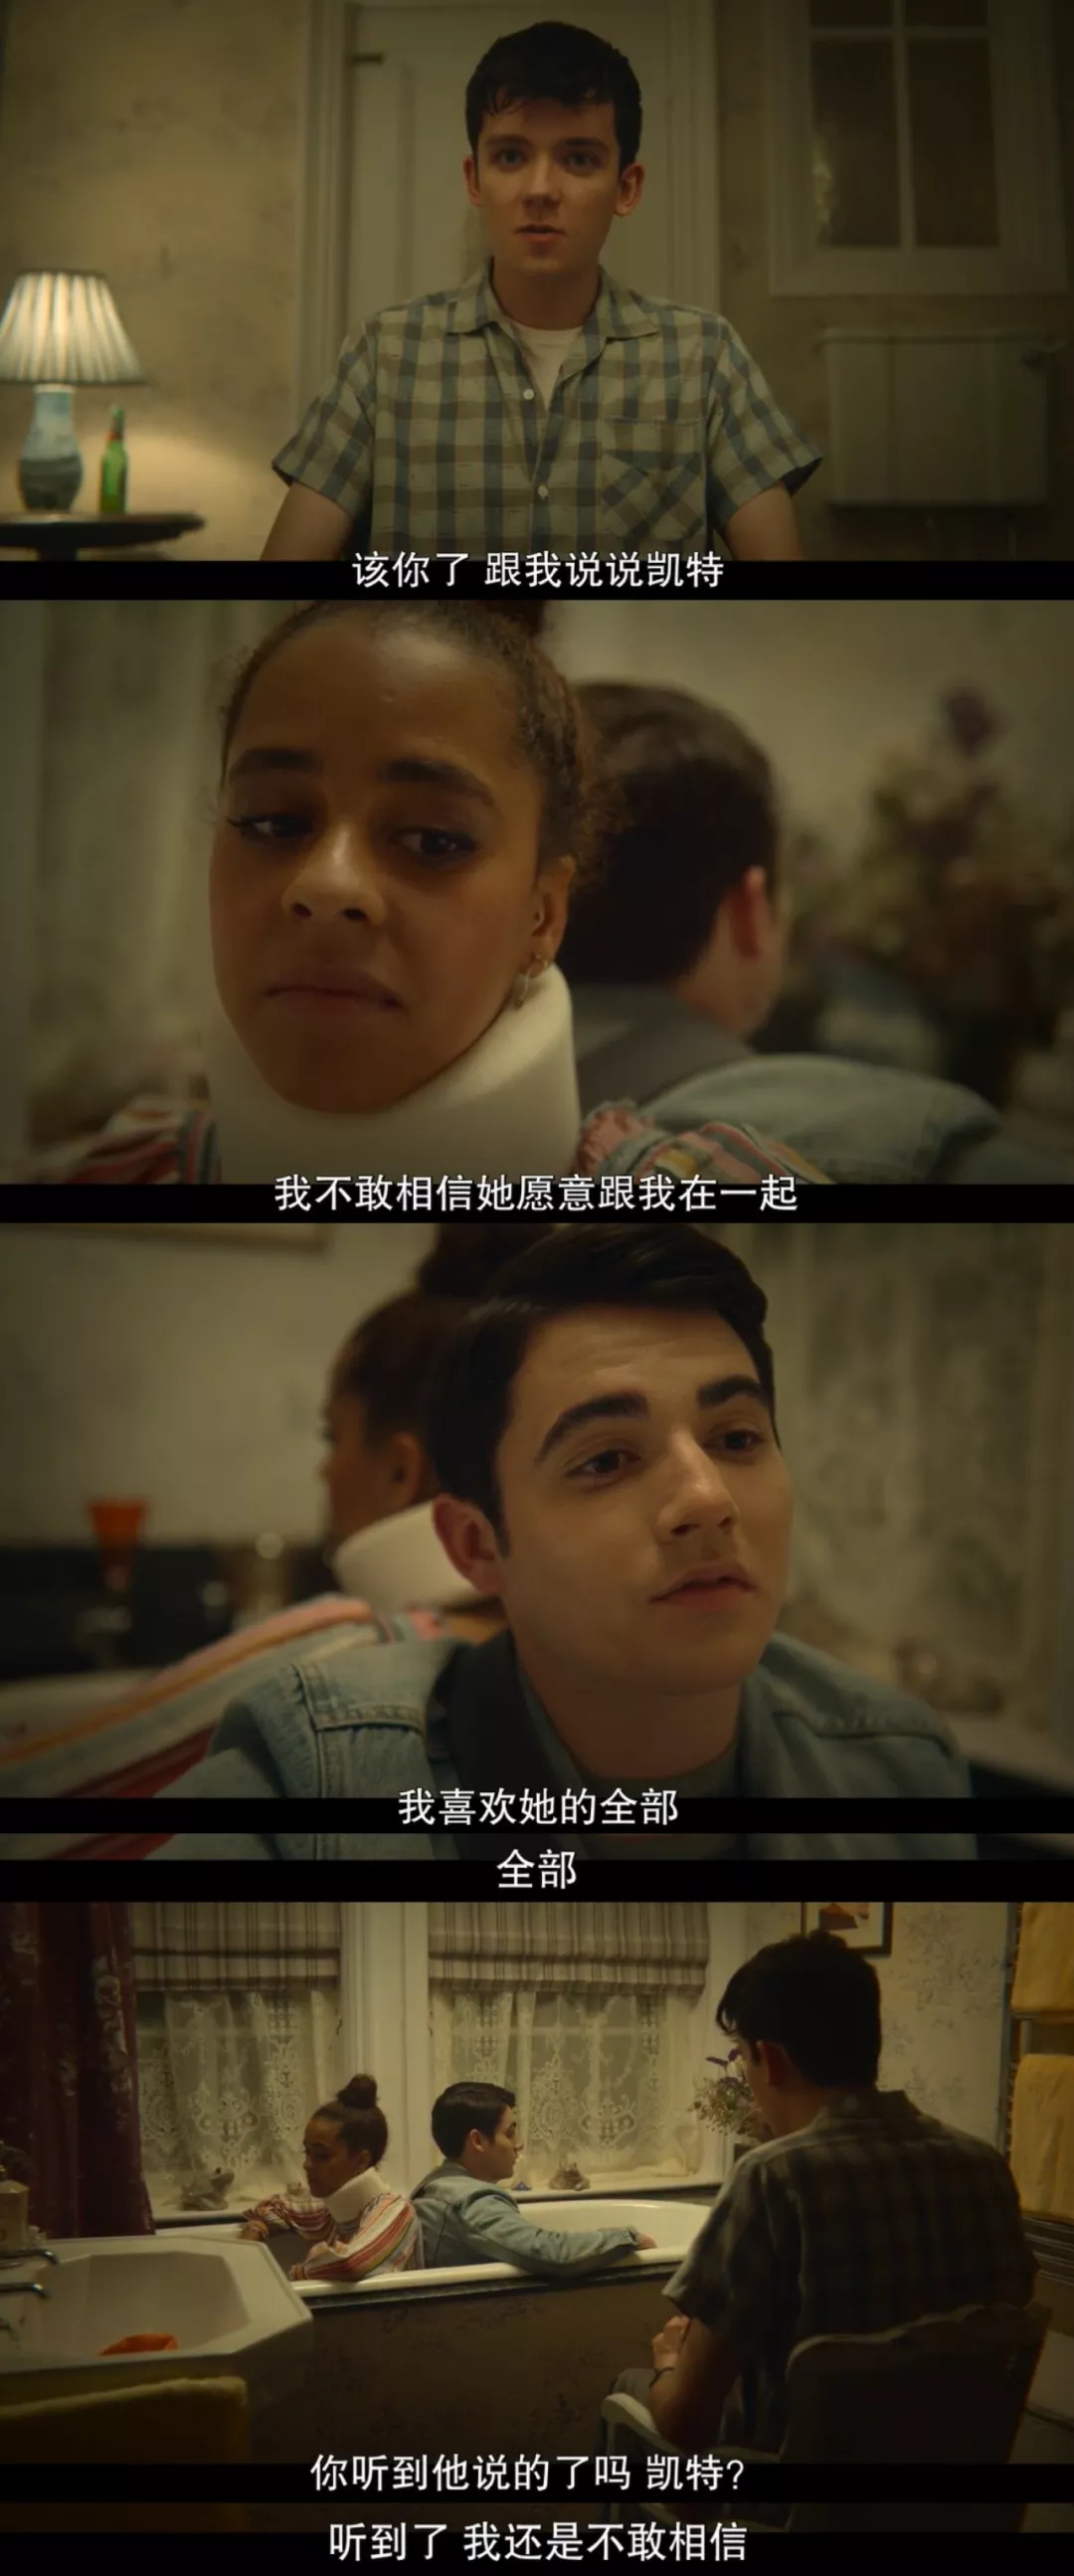 该你了 跟我说说凯特
我不敢相信她愿意跟我在一起
我喜欢她的全部
全部
你听到他说的了吗 凯特?
听到了 我还是不敢相信